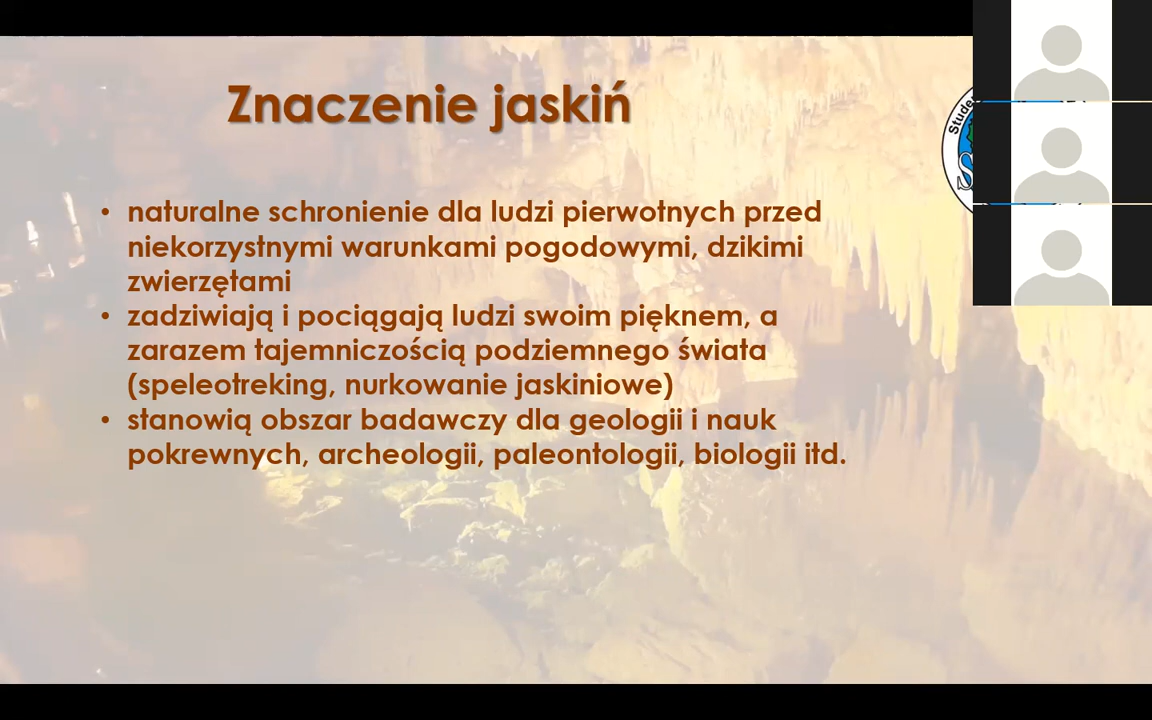 Znaczenie jaskiń
• naturalne schronienie dla ludzi pierwotnych przed
niekorzystnymi warunkami pogodowymi, dzikimi
zwierzętami
• zadziwiają i pociągają ludzi swoim pięknem, a
zarazem tajemniczością podziemnego świata
(speleotreking, nurkowanie jaskiniowe)
• stanowią obszar badawczy dla geologii i nauk
pokrewnych, archeologii, paleontologii, biologii itd.